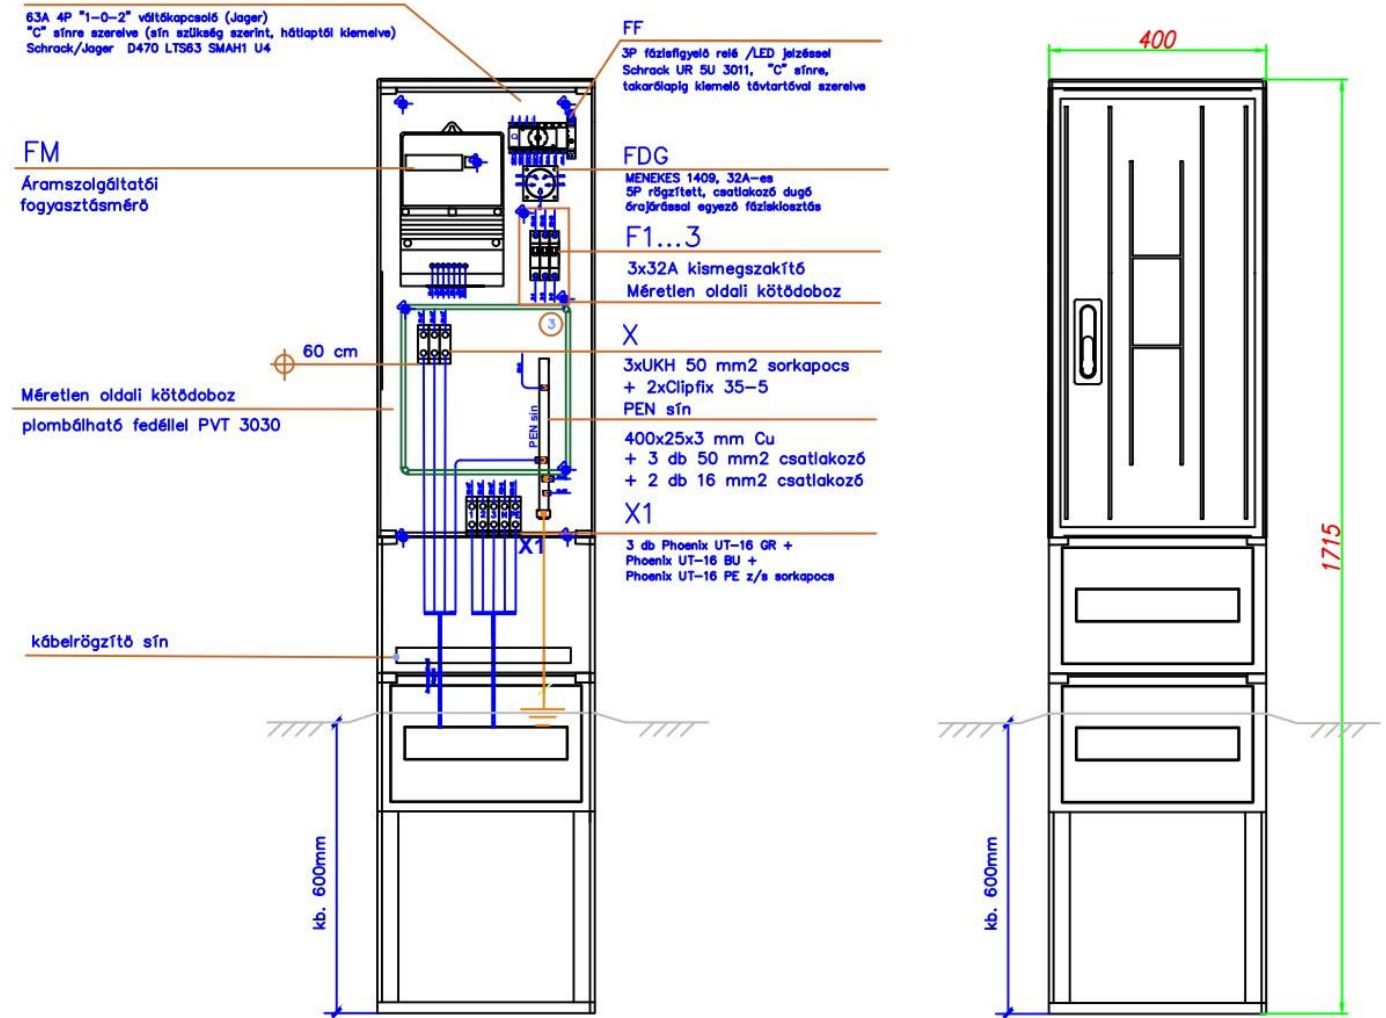 63A 4P "1-0-2" váltókapcsoló (Jager)
"C" sínre szerelve (sín szükség szerint, hátlaptól kiemelve)
Schrack/Jager D470 LTS63 SMAH1 U4
FF
3P fázisfigyelő relé /LED jelzéssel
Schrack UR 5U 3011, "C" sínre,
takarólapig kiemelő távtartóval szerelve
FM
Áramszolgáltatói
fogyasztásmérő
FDG
MENEKES 1409, 32A-es
5P rögzített, csatlakozó dugó
órajárással egyező fáziskiosztás
F1...3
3x32A kismegszakító
Méretlen oldali kötődoboz
3
X
3xUKH 50 mm2 sorkapocs
+ 2xClipfix 35-5
60 cm
Méretlen oldali kötődoboz
plombálható fedéllel PVT 3030
PEN sín
PEN sín
400x25x3 mm Cu
+ 3 db 50 mm2 csatlakozó
+ 2 db 16 mm2 csatlakozó
X1
3 db Phoenix UT-16 GR +
Phoenix UT-16 BU +
Phoenix UT-16 PE z/s sorkapocs
1 2 3 N PE
X1
kábelrögzítő sín
kb. 600mm
400
1715
kb. 600mm